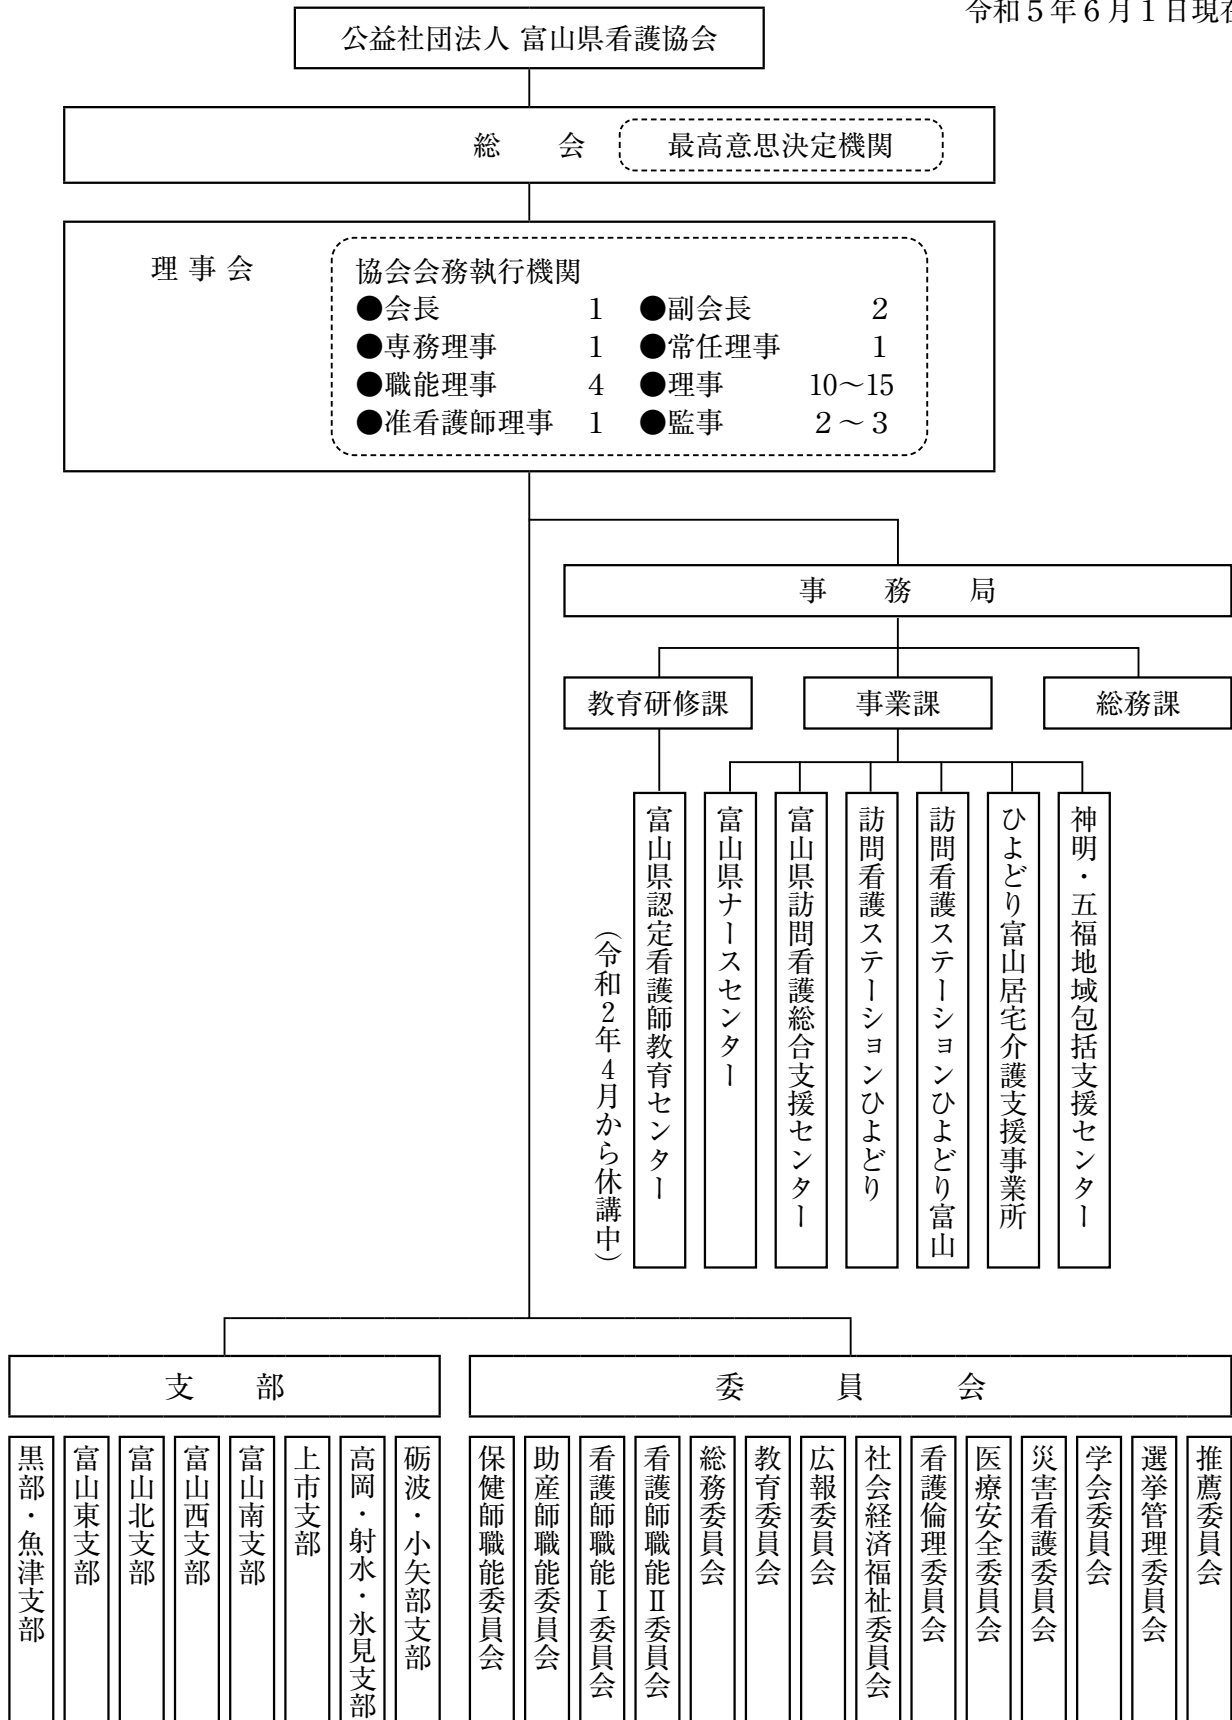 令和５年６月１日現在
公益社団法人 富山県看護協会
総　会　最高意思決定機関
理事会
協会会務執行機関
●会長　1　●副会長　2
●専務理事　1　●常任理事　1
●職能理事　4　●理事　10～15
●准看護師理事　1　●監事　2～3
事　務　局
教育研修課
事業課
総務課
富山県認定看護師教育センター
（令和２年４月から休講中）
富山県ナースセンター
富山県訪問看護総合支援センター
訪問看護ステーションひよどり
訪問看護ステーションひよどり富山
ひよどり富山居宅介護支援事業所
神明・五福地域包括支援センター
支　部
委　員　会
黒部・魚津支部
富山東支部
富山北支部
富山西支部
富山南支部
上市支部
高岡・射水・氷見支部
砺波・小矢部支部
保健師職能委員会
助産師職能委員会
看護師職能Ⅰ委員会
看護師職能Ⅱ委員会
総務委員会
教育委員会
広報委員会
社会経済福祉委員会
看護倫理委員会
医療安全委員会
災害看護委員会
学会委員会
選挙管理委員会
推薦委員会